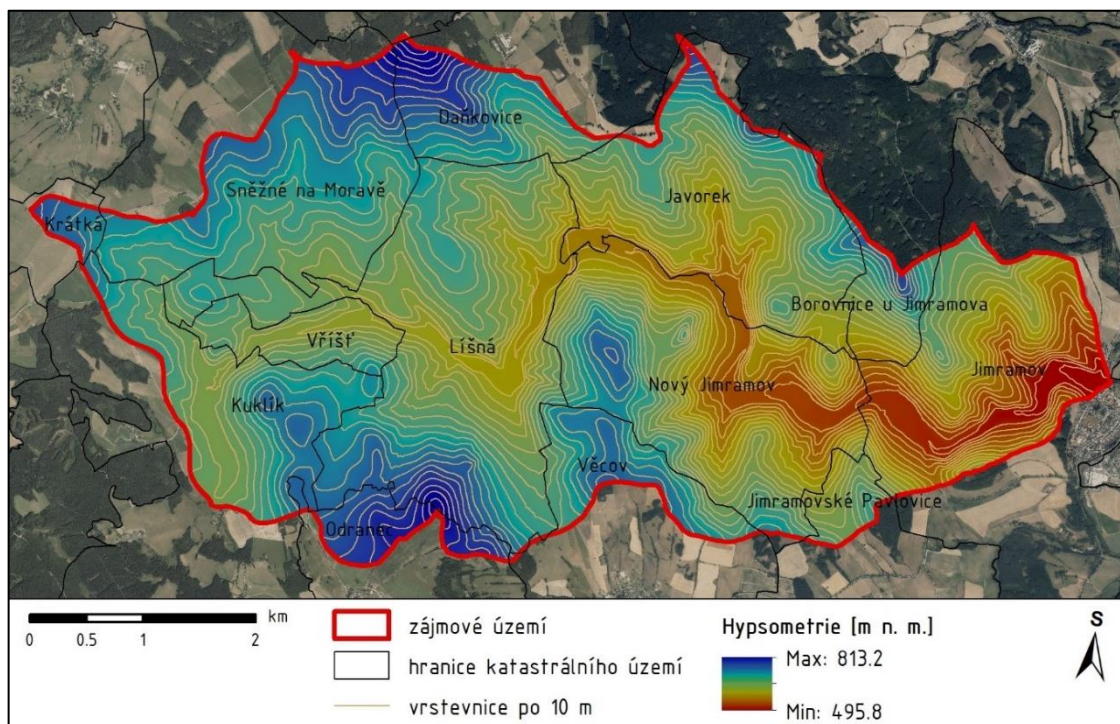 Daňkovice
Sněžné na Moravě
Javorek
Krátká
Borovnice u Jimramova
Vříšť
Líšná
Jimramov
Kuklík
Nový Jimramov
Věcov
Jimramovské Pavlovice
Odranec
0 0.5 1 2 km
zájmové území
hranice katastrálního území
vrstevnice po 10 m
Hypsometrie [m n. m.]
Max: 813.2
Min: 495.8
S